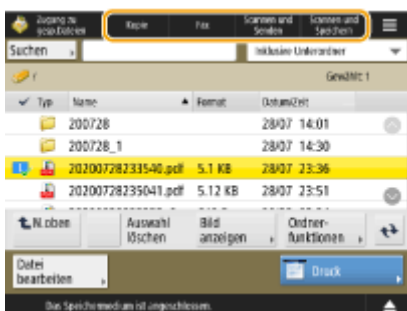 Zugang zu gesp.Dateien
Kopie
Fax
Scannen und Senden
Scannen und Speichern
Suchen
Inklusive Unterordner
/
Gewählt: 1
Typ Name Format Datum/Zeit
200728 28/07 14:01
200728_1 28/07 14:30
20200728233540.pdf 5.1 KB 28/07 23:36
20200728235041.pdf 5.12 KB 28/07 23:51
N.oben
Auswahl löschen
Bild anzeigen
Ordner-funktionen
Datei bearbeiten
Druck
Das Speichermedium ist angeschlossen.